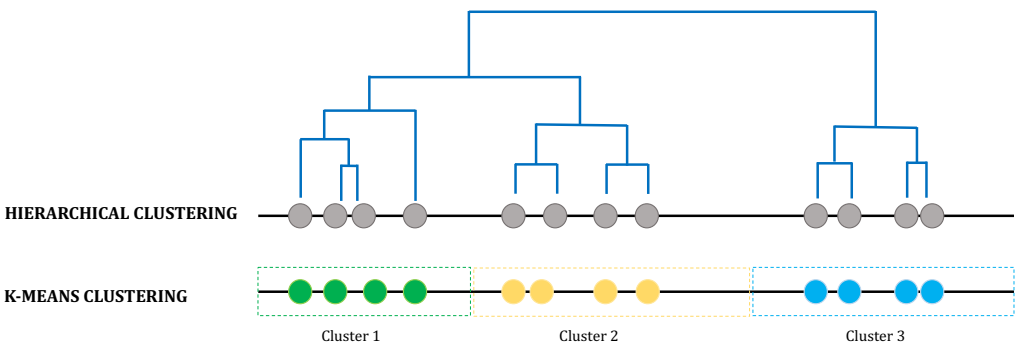 HIERARCHICAL CLUSTERING
K-MEANS CLUSTERING
Cluster 1
Cluster 2
Cluster 3